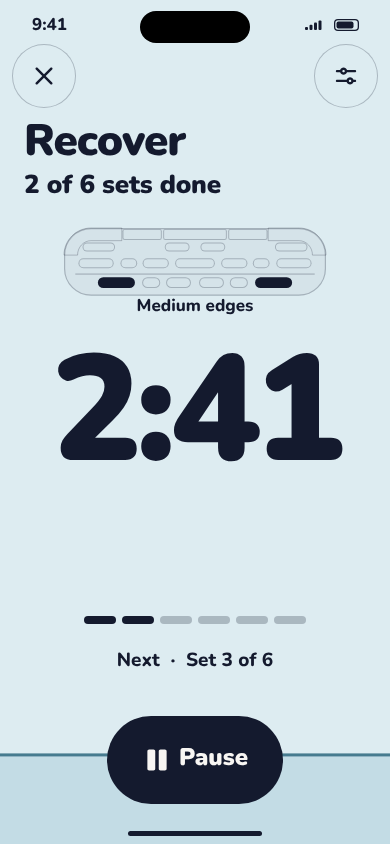 9:41
Recover
2 of 6 sets done
Medium edges
2:41
Next · Set 3 of 6
Pause